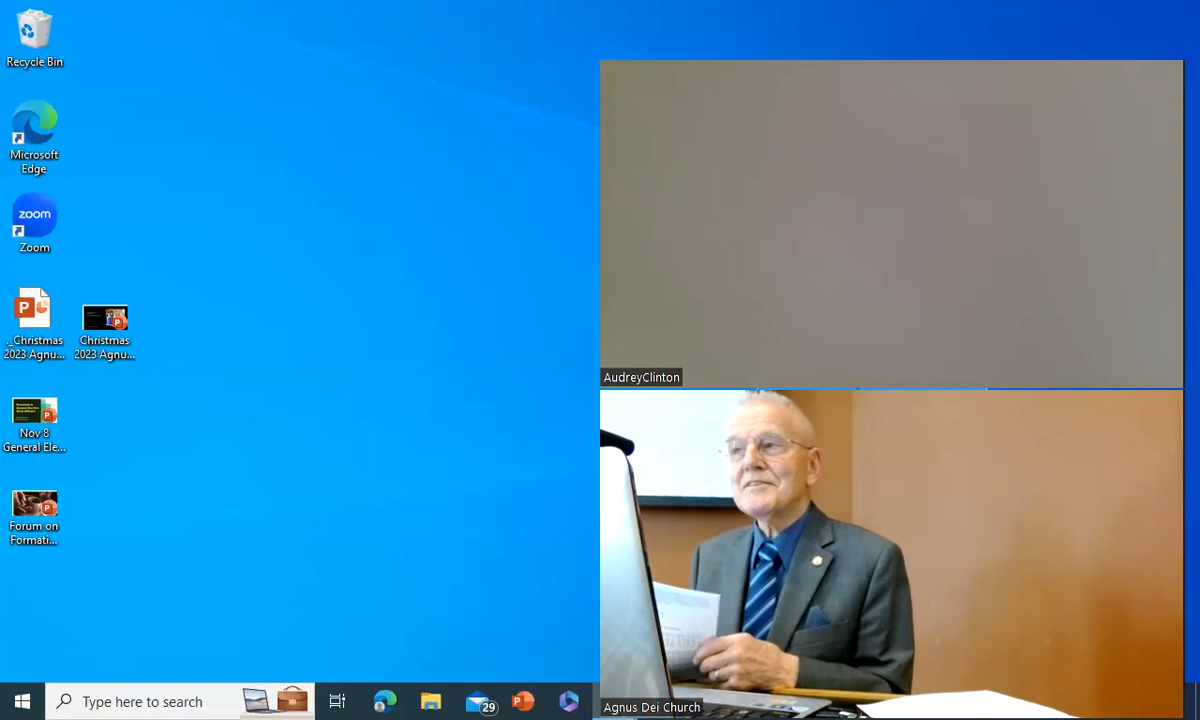 Recycle Bin
Microsoft
Edge
zoom
Zoom
P
._Christmas
2023 Agnu...
P
Christmas
2023 Agnu...
P
Nov 8
General Ele...
P
Forum on
Formati...
AudreyClinton
Agnus Dei Church
Type here to search
29
P